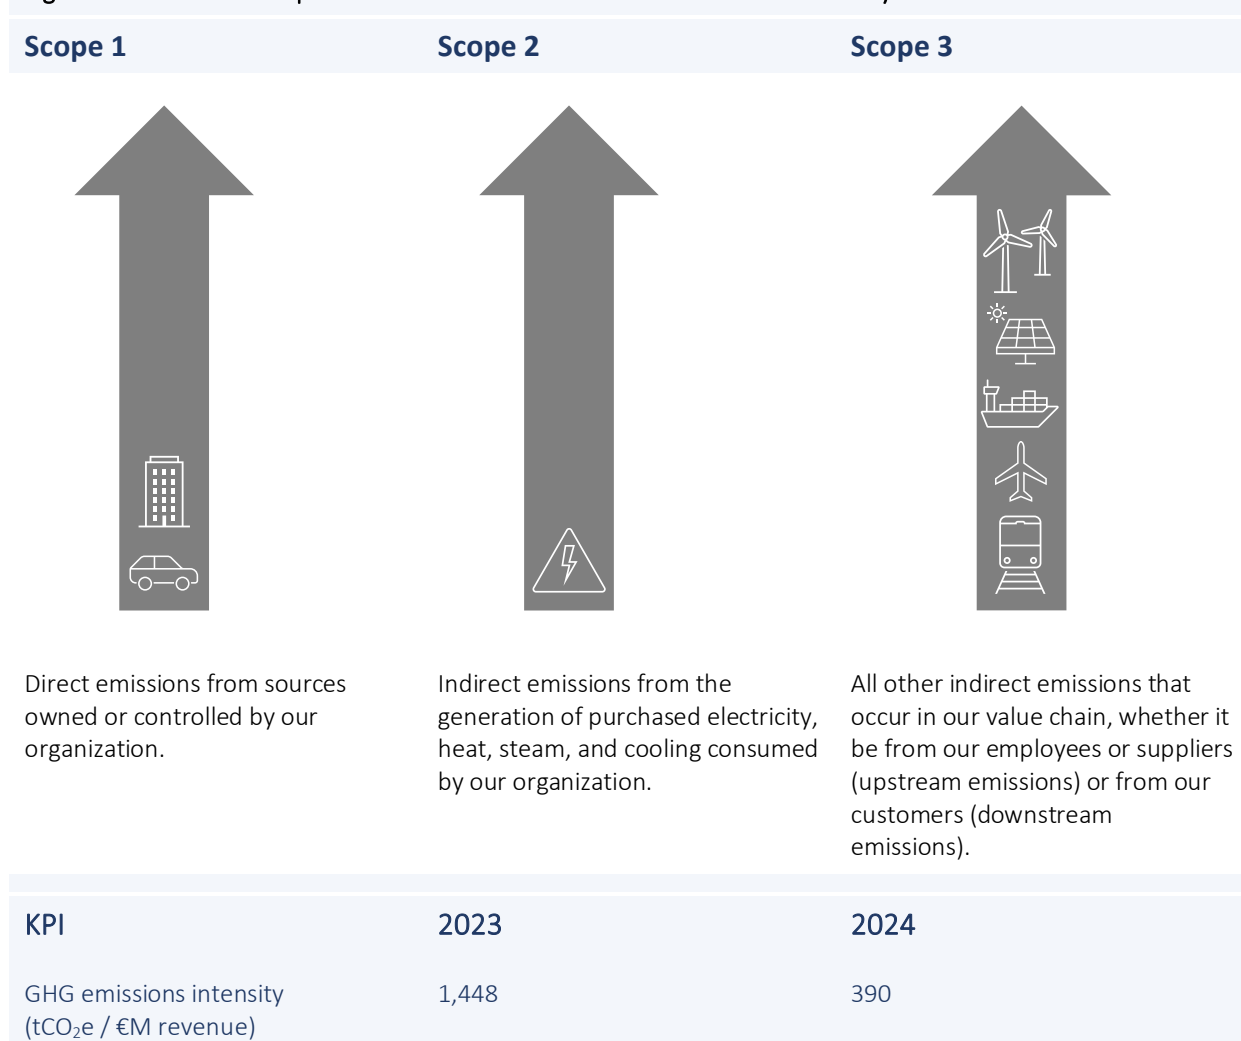 Scope 1
Scope 2
Scope 3
Direct emissions from sources
owned or controlled by our
organization.
Indirect emissions from the
generation of purchased electricity,
heat, steam, and cooling consumed
by our organization.
All other indirect emissions that
occur in our value chain, whether it
be from our employees or suppliers
(upstream emissions) or from our
customers (downstream
emissions).
KPI
2023
2024
GHG emissions intensity
(tCO₂e / €M revenue)
1,448
390